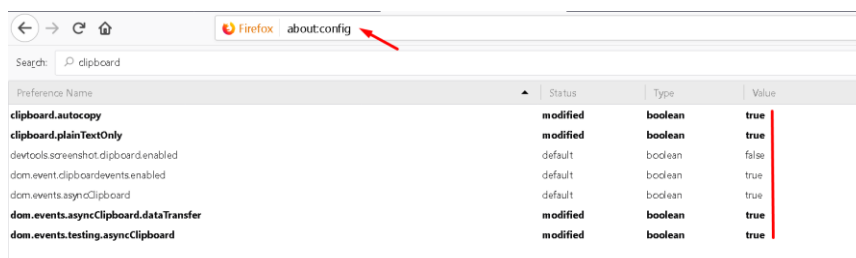 Firefox about:config
Search: clipboard
Preference Name Status Type Value
clipboard.autocopy modified boolean true
clipboard.plainTextOnly modified boolean true
devtools.screenshot.clipboard.enabled default boolean false
dom.event.clipboardevents.enabled default boolean true
dom.events.asyncClipboard default boolean true
dom.events.asyncClipboard.dataTransfer modified boolean true
dom.events.testing.asyncClipboard modified boolean true